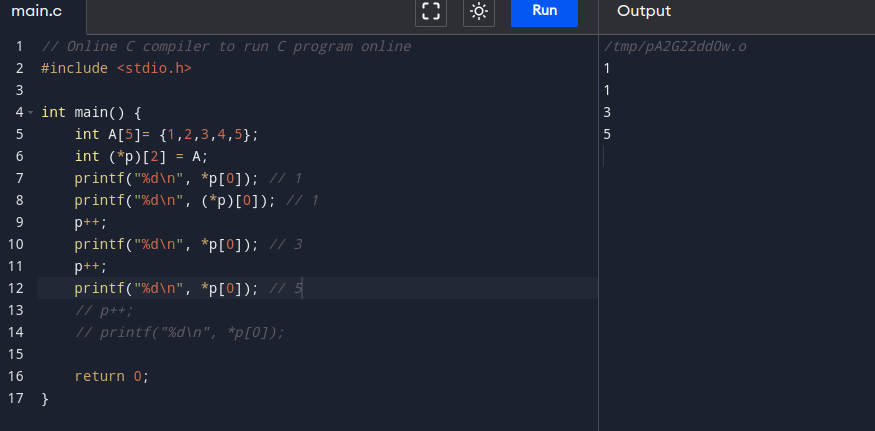 main.c
Run
Output
1 // Online C compiler to run C program online
2 #include <stdio.h>
3
4 int main() {
5 int A[5]= {1,2,3,4,5};
6 int (*p)[2] = A;
7 printf("%d\n", *p[0]); // 1
8 printf("%d\n", (*p)[0]); // 1
9 p++;
10 printf("%d\n", *p[0]); // 3
11 p++;
12 printf("%d\n", *p[0]); // 5
13 // p++;
14 // printf("%d\n", *p[0]);
15
16 return 0;
17 }
/tmp/pA2G22ddOw.o
1
1
3
5